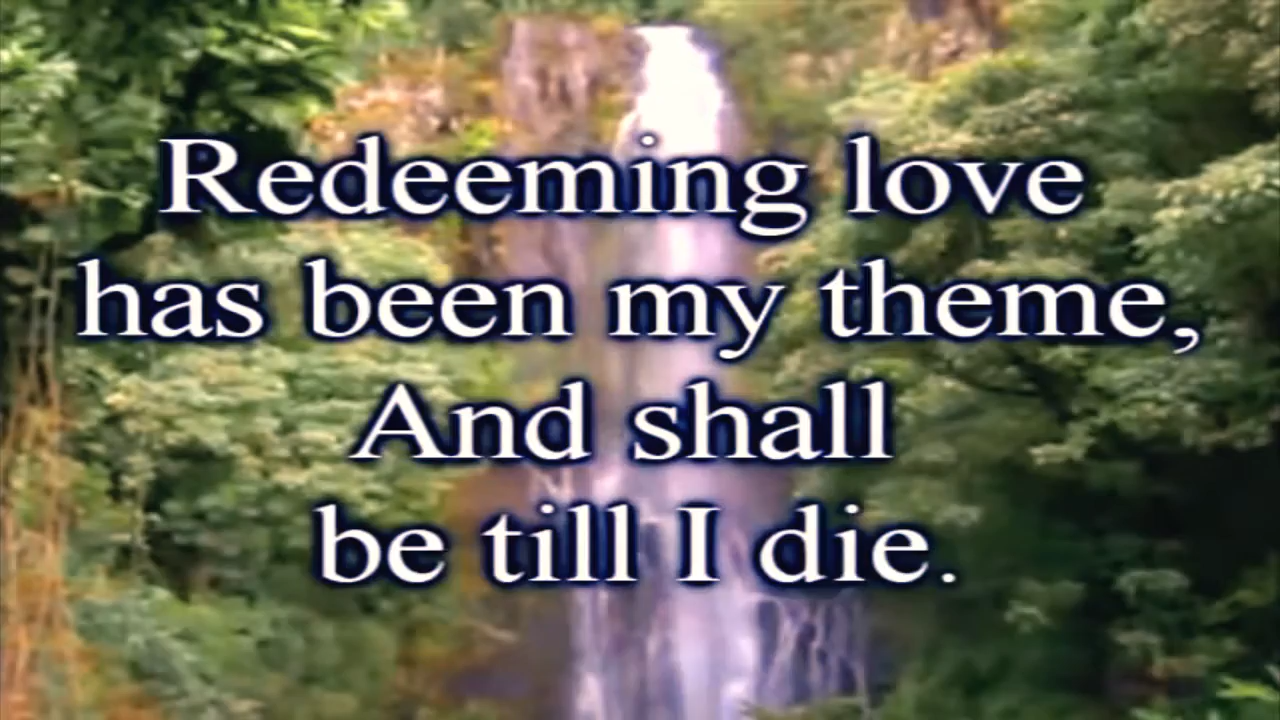 Redeeming love
has been my theme,
And shall
be till I die.